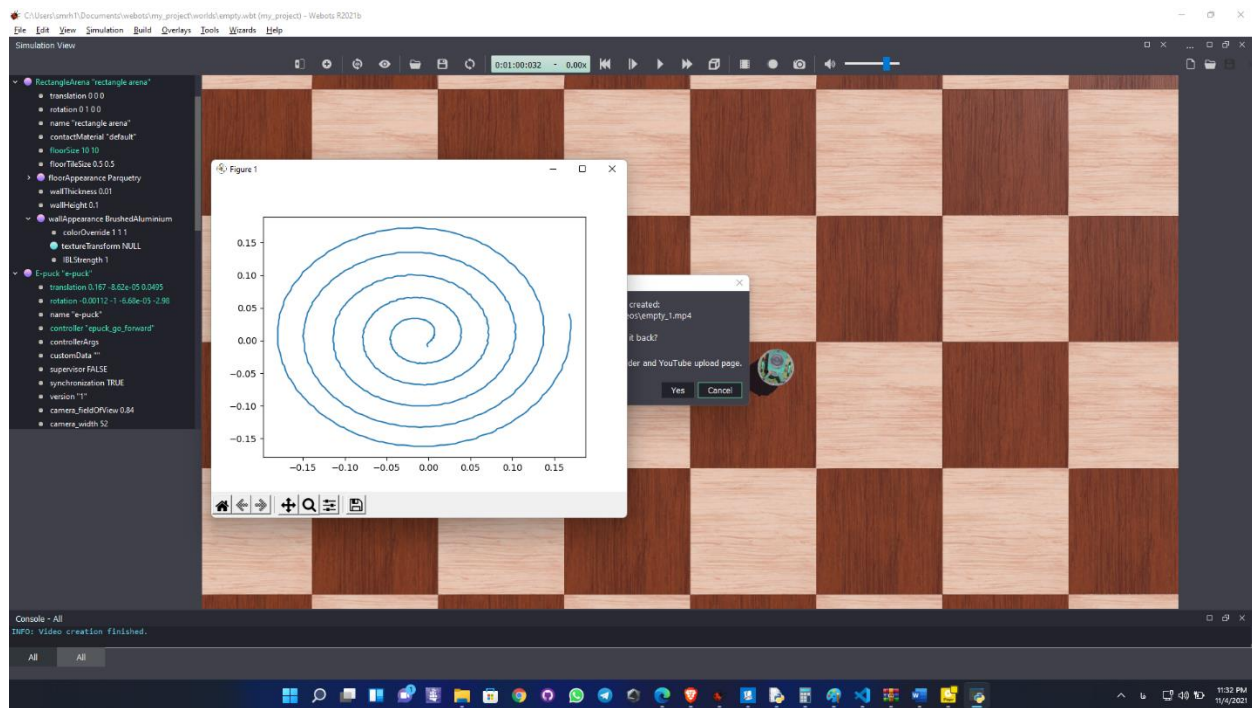 C:\Users\smrhT\Documents\webots\my_project\worlds\empty.wbt (my_project) - Webots R2021b
File Edit View Simulation Build Overlays Tools Wizards Help
Simulation View
0:01:00:032 - 0.00x
RectangleArena "rectangle arena"
translation 0 0 0
rotation 0 1 0 0
name "rectangle arena"
contactMaterial "default"
floorSize 10 10
floorTileSize 0.5 0.5
floorAppearance Parquetry
wallThickness 0.01
wallHeight 0.1
wallAppearance BrushedAluminium
colorOverride 1 1 1
textureTransform NULL
IBLStrength 1
E-puck "e-puck"
translation 0.167 -8.62e-05 0.0495
rotation -0.00112 -1 -6.68e-05 -2.98
name "e-puck"
controller "epuck_go_forward"
controllerArgs
customData ""
supervisor FALSE
synchronization TRUE
version "1"
camera_fieldOfView 0.84
camera_width 52
Figure 1
0.15
0.10
0.05
0.00
−0.05
−0.10
−0.15
−0.15 −0.10 −0.05 0.00 0.05 0.10 0.15
created:
eos\empty_1.mp4
it back?
der and YouTube upload page.
Yes Cancel
Console - All
INFO: Video creation finished.
All All
11:32 PM
11/4/2021